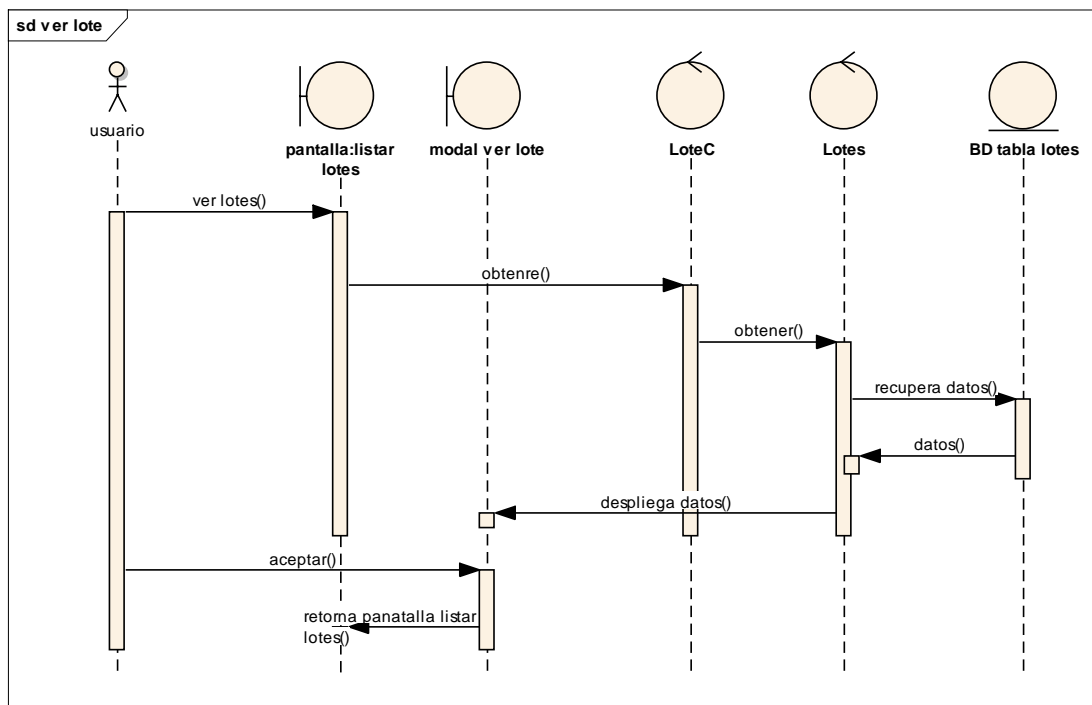 sd ver lote
usuario
pantalla:listar
lotes
modal ver lote
LoteC
Lotes
BD tabla lotes
ver lotes()
obtenre()
obtener()
recupera datos()
datos()
despliega datos()
aceptar()
retorna panatalla listar
lotes()